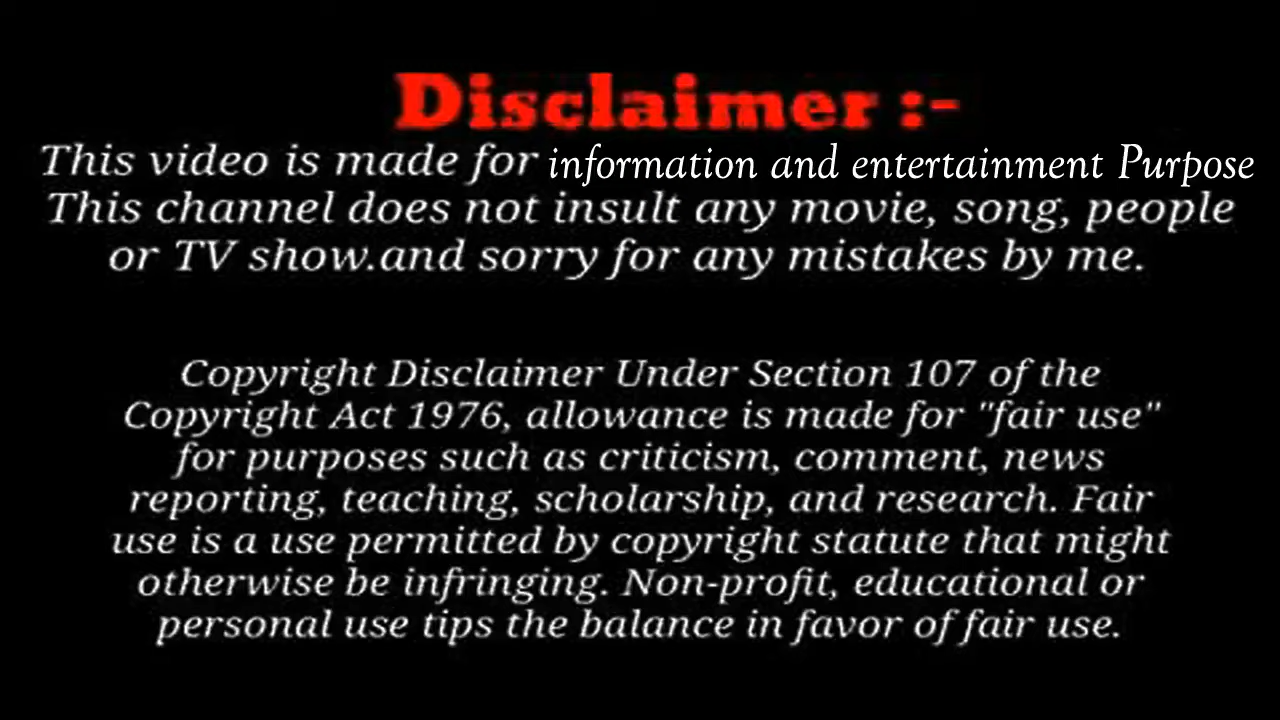 Disclaimer :-
This video is made for information and entertainment Purpose
This channel does not insult any movie, song, people
or TV show.and sorry for any mistakes by me.
Copyright Disclaimer Under Section 107 of the
Copyright Act 1976, allowance is made for "fair use"
for purposes such as criticism, comment, news
reporting, teaching, scholarship, and research. Fair
use is a use permitted by copyright statute that might
otherwise be infringing. Non-profit, educational or
personal use tips the balance in favor of fair use.